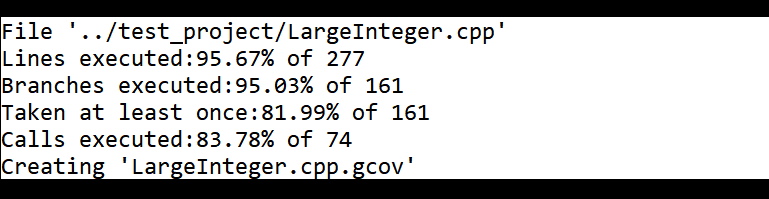 File '../test_project/LargeInteger.cpp'
Lines executed:95.67% of 277
Branches executed:95.03% of 161
Taken at least once:81.99% of 161
Calls executed:83.78% of 74
Creating 'LargeInteger.cpp.gcov'